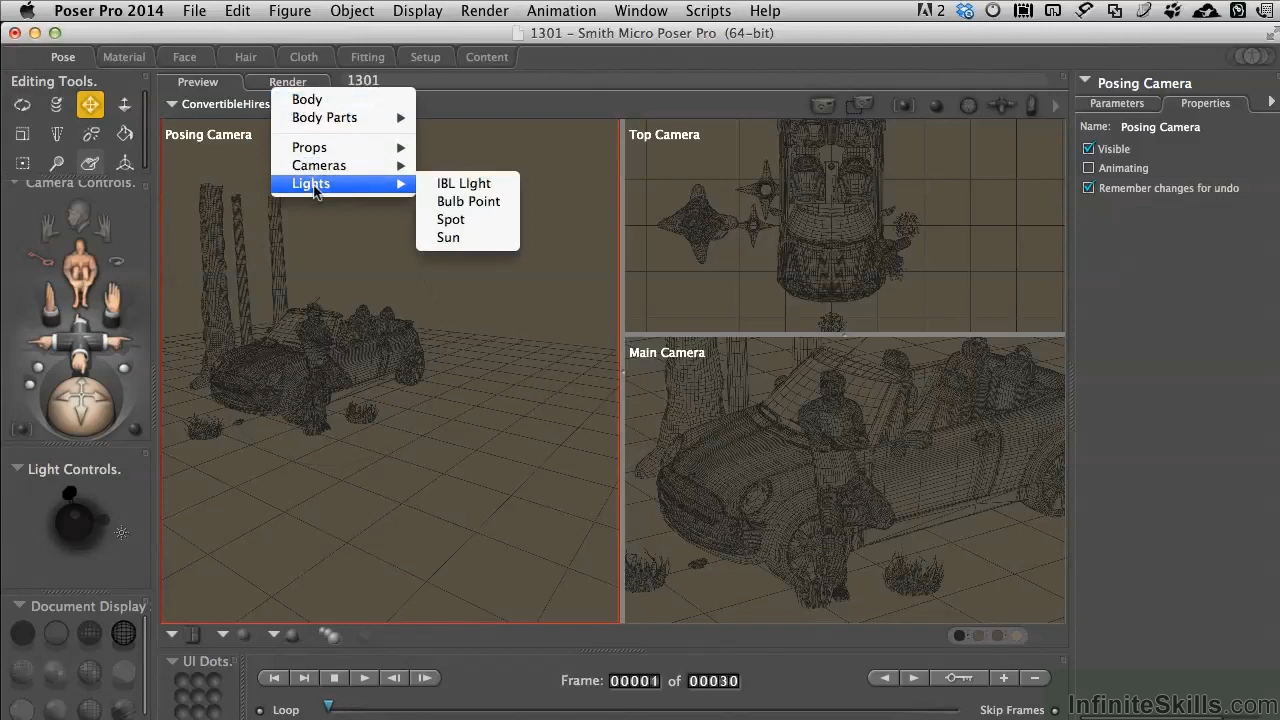 Poser Pro 2014 File Edit Figure Object Display Render Animation Window Scripts Help
2
1301 - Smith Micro Poser Pro (64-bit)
Pose Material Face Hair Cloth Fitting Setup Content
Editing Tools.
Preview Render 1301
ConvertibleHires
Body
Body Parts
Props
Cameras
Lights
IBL LIght
Bulb Point
Spot
Sun
Posing Camera
Top Camera
Main Camera
Camera Controls.
Light Controls.
Document Display
UI Dots.
Frame: 00001 of 00030
Loop
Skip Frames
Posing Camera
Parameters Properties
Name: Posing Camera
Visible
Animating
Remember changes for undo
InfiniteSkills.com